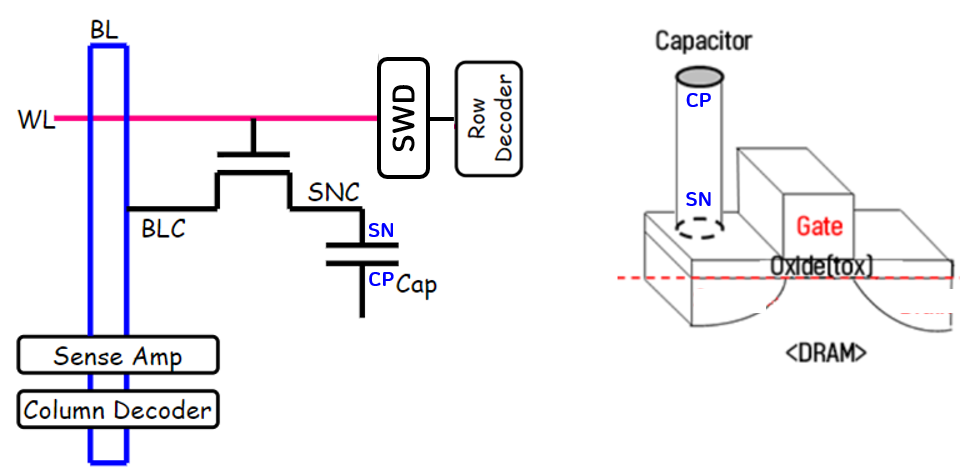 BL
WL
SWD
Row
Decoder
SNC
BLC
SN
CP
Cap
Sense Amp
Column Decoder
Capacitor
CP
SN
Gate
Oxide(tox)
<DRAM>